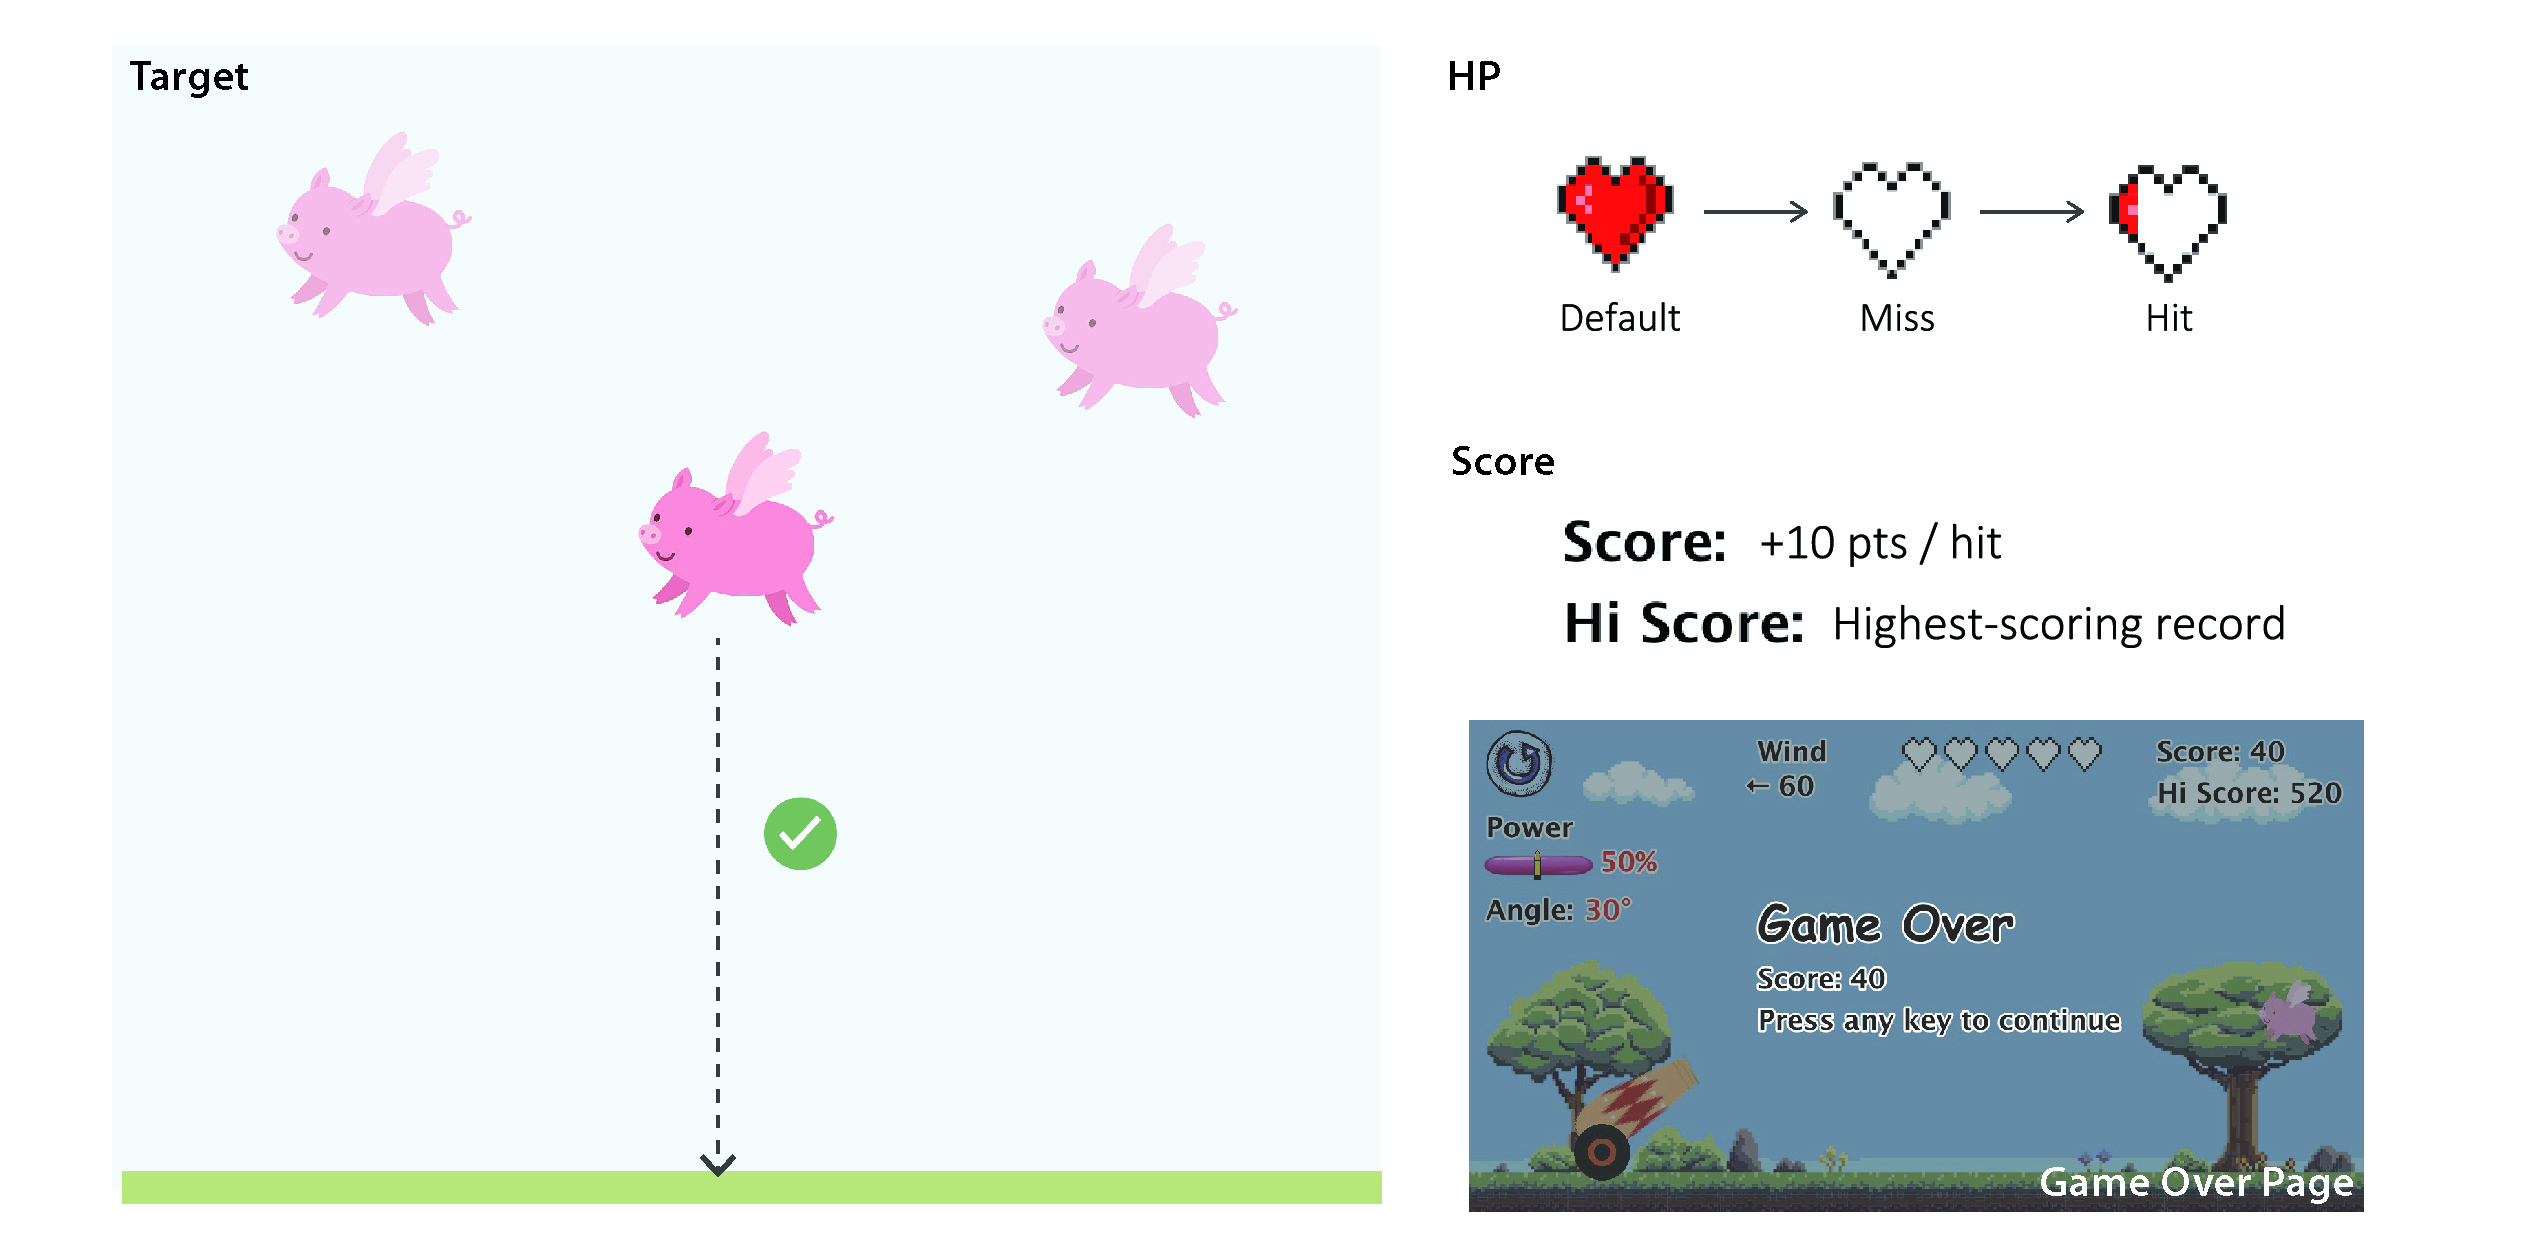 Target
HP
Default
Miss
Hit
Score
Score: +10 pts / hit
Hi Score: Highest-scoring record
Wind
← 60
Score: 40
Hi Score: 520
Power
50%
Angle: 30°
Game Over
Score: 40
Press any key to continue
Game Over Page